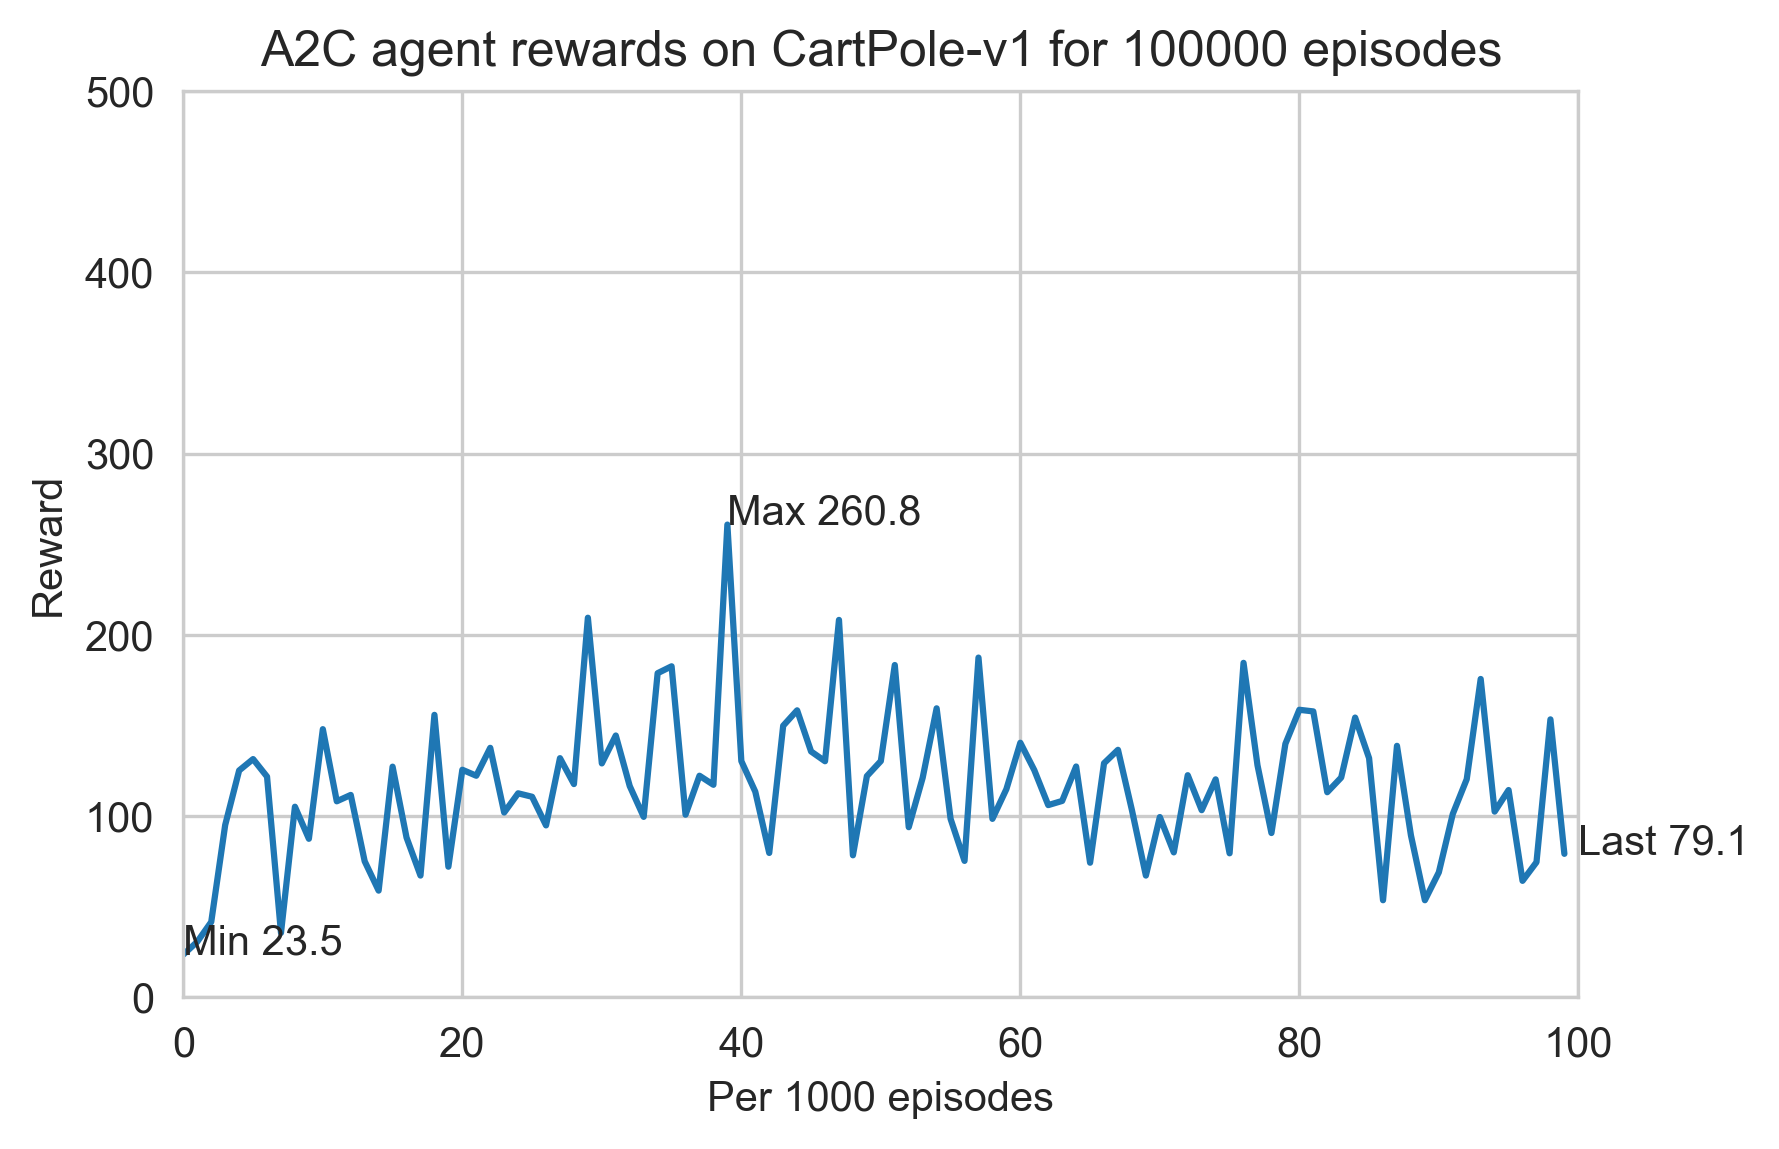 A2C agent rewards on CartPole-v1 for 100000 episodes
500
400
300
200
100
0
Reward
Max 260.8
Last 79.1
Min 23.5
0 20 40 60 80 100
Per 1000 episodes